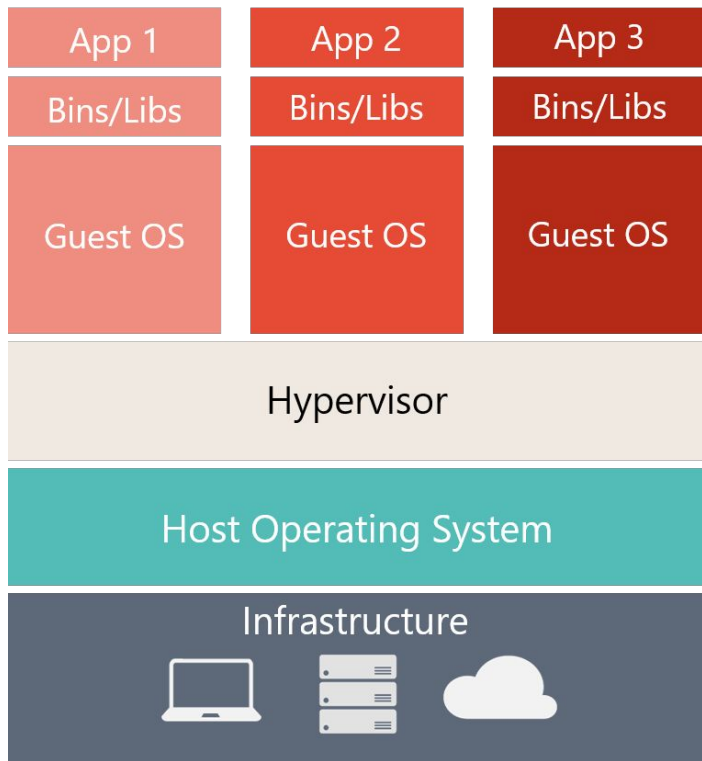 App 1
App 2
App 3
Bins/Libs
Bins/Libs
Bins/Libs
Guest OS
Guest OS
Guest OS
Hypervisor
Host Operating System
Infrastructure